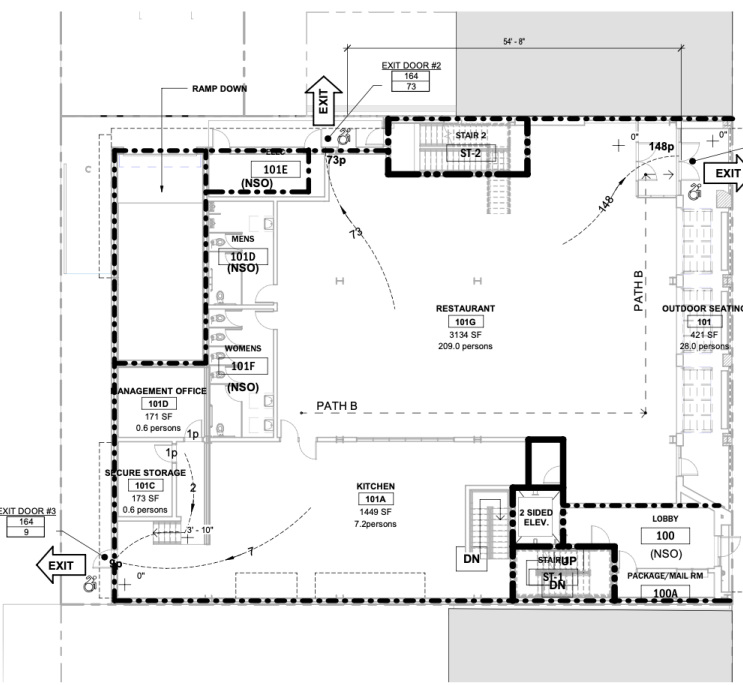 54' - 8"
EXIT DOOR #2
164
73
RAMP DOWN
EXIT
STAIR 2
ST-2
0"
0"
148p
EXIT
73p
ELEC
101E
(NSO)
C
148
73
MENS
101D
(NSO)
PATH B
RESTAURANT
101G
3134 SF
209.0 persons
OUTDOOR SEATING
101
421 SF
28.0 persons
WOMENS
101F
(NSO)
MANAGEMENT OFFICE
101D
171 SF
0.6 persons
PATH B
1p
1p
SECURE STORAGE
101C
173 SF
0.6 persons
2
KITCHEN
101A
1449 SF
7.2persons
EXIT DOOR #3
164
9
3' - 10"
7
2 SIDED
ELEV.
LOBBY
100
(NSO)
EXIT
9p
0"
DN
STAIR
UP
ST-1
DN
PACKAGE/MAIL RM
100A